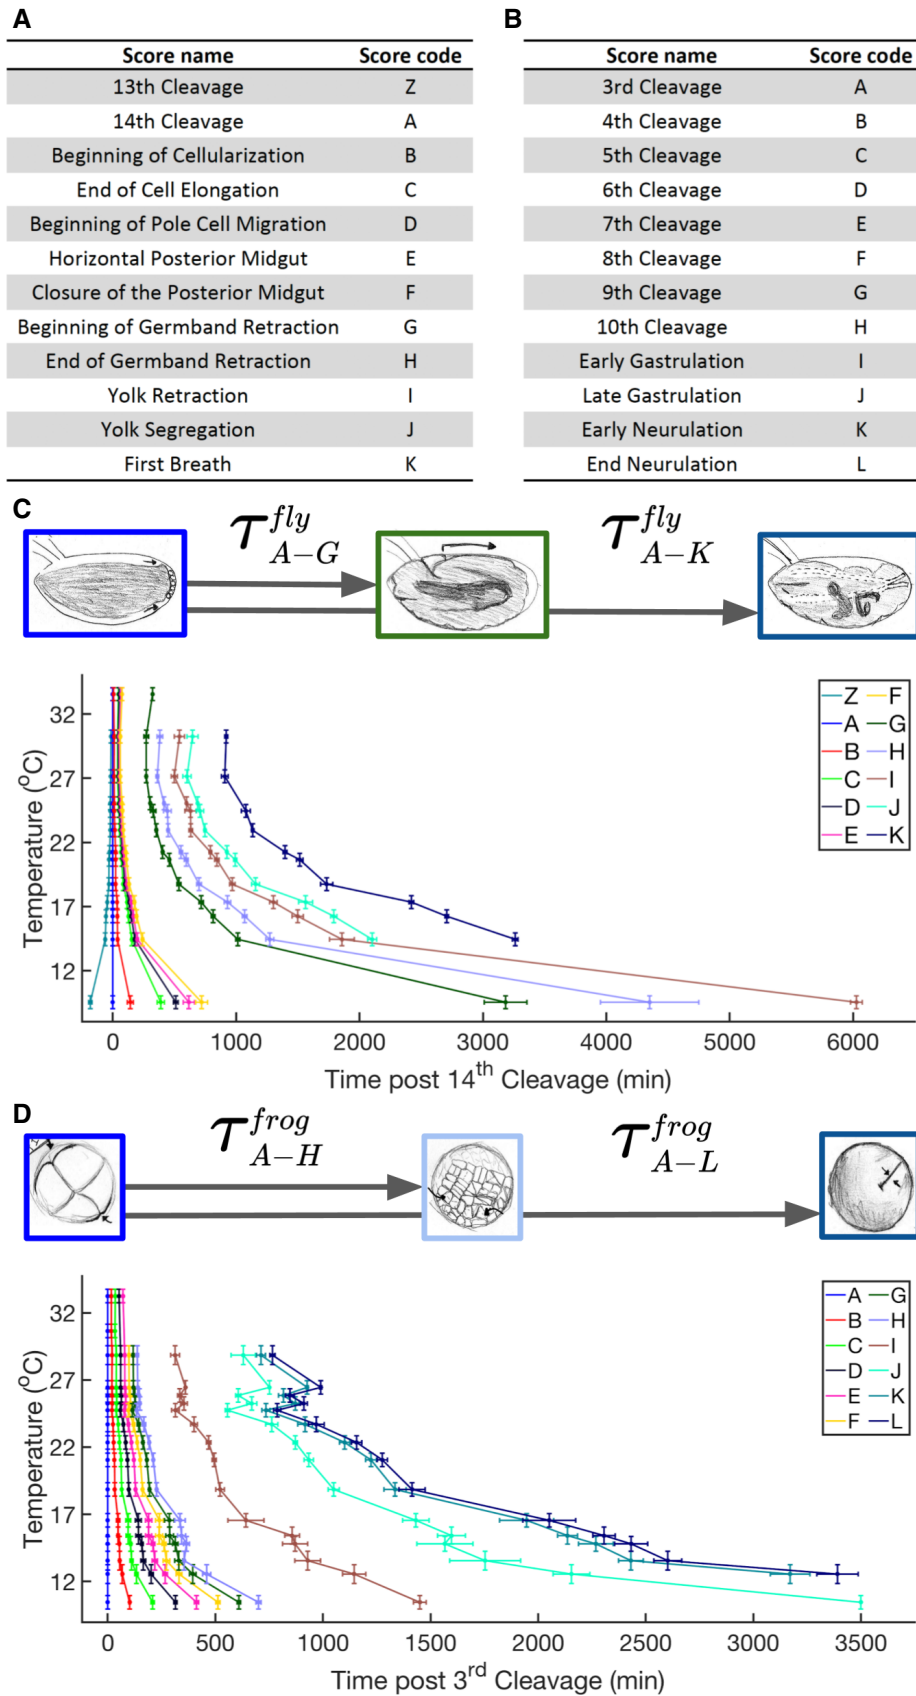 A
B
Score name Score code
Score name Score code
13th Cleavage Z
3rd Cleavage A
14th Cleavage A
4th Cleavage B
Beginning of Cellularization B
5th Cleavage C
End of Cell Elongation C
6th Cleavage D
Beginning of Pole Cell Migration D
7th Cleavage E
Horizontal Posterior Midgut E
8th Cleavage F
Closure of the Posterior Midgut F
9th Cleavage G
Beginning of Germband Retraction G
10th Cleavage H
End of Germband Retraction H
Early Gastrulation I
Yolk Retraction I
Late Gastrulation J
Yolk Segregation J
Early Neurulation K
First Breath K
End Neurulation L
C
τ fly A−G
τ fly A−K
Temperature (°C)
32
27
22
17
12
Z F
A G
B H
C I
D J
E K
0 1000 2000 3000 4000 5000 6000
Time post 14th Cleavage (min)
D
τ frog A−H
τ frog A−L
Temperature (°C)
32
27
22
17
12
A G
B H
C I
D J
E K
F L
0 500 1000 1500 2000 2500 3000 3500
Time post 3rd Cleavage (min)